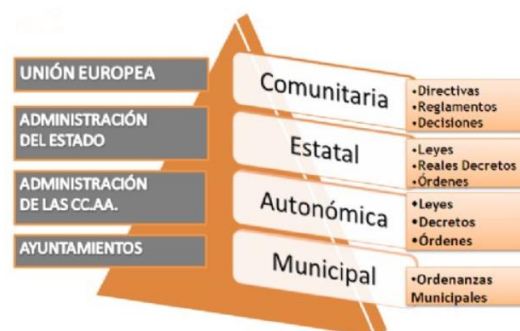 UNIÓN EUROPEA
Comunitaria
•Directivas
•Reglamentos
•Decisiones
ADMINISTRACIÓN
DEL ESTADO
Estatal
•Leyes
•Reales Decretos
•Órdenes
ADMINISTRACIÓN
DE LAS CC.AA.
Autonómica
•Leyes
•Decretos
•Órdenes
AYUNTAMIENTOS
Municipal
•Ordenanzas
Municipales